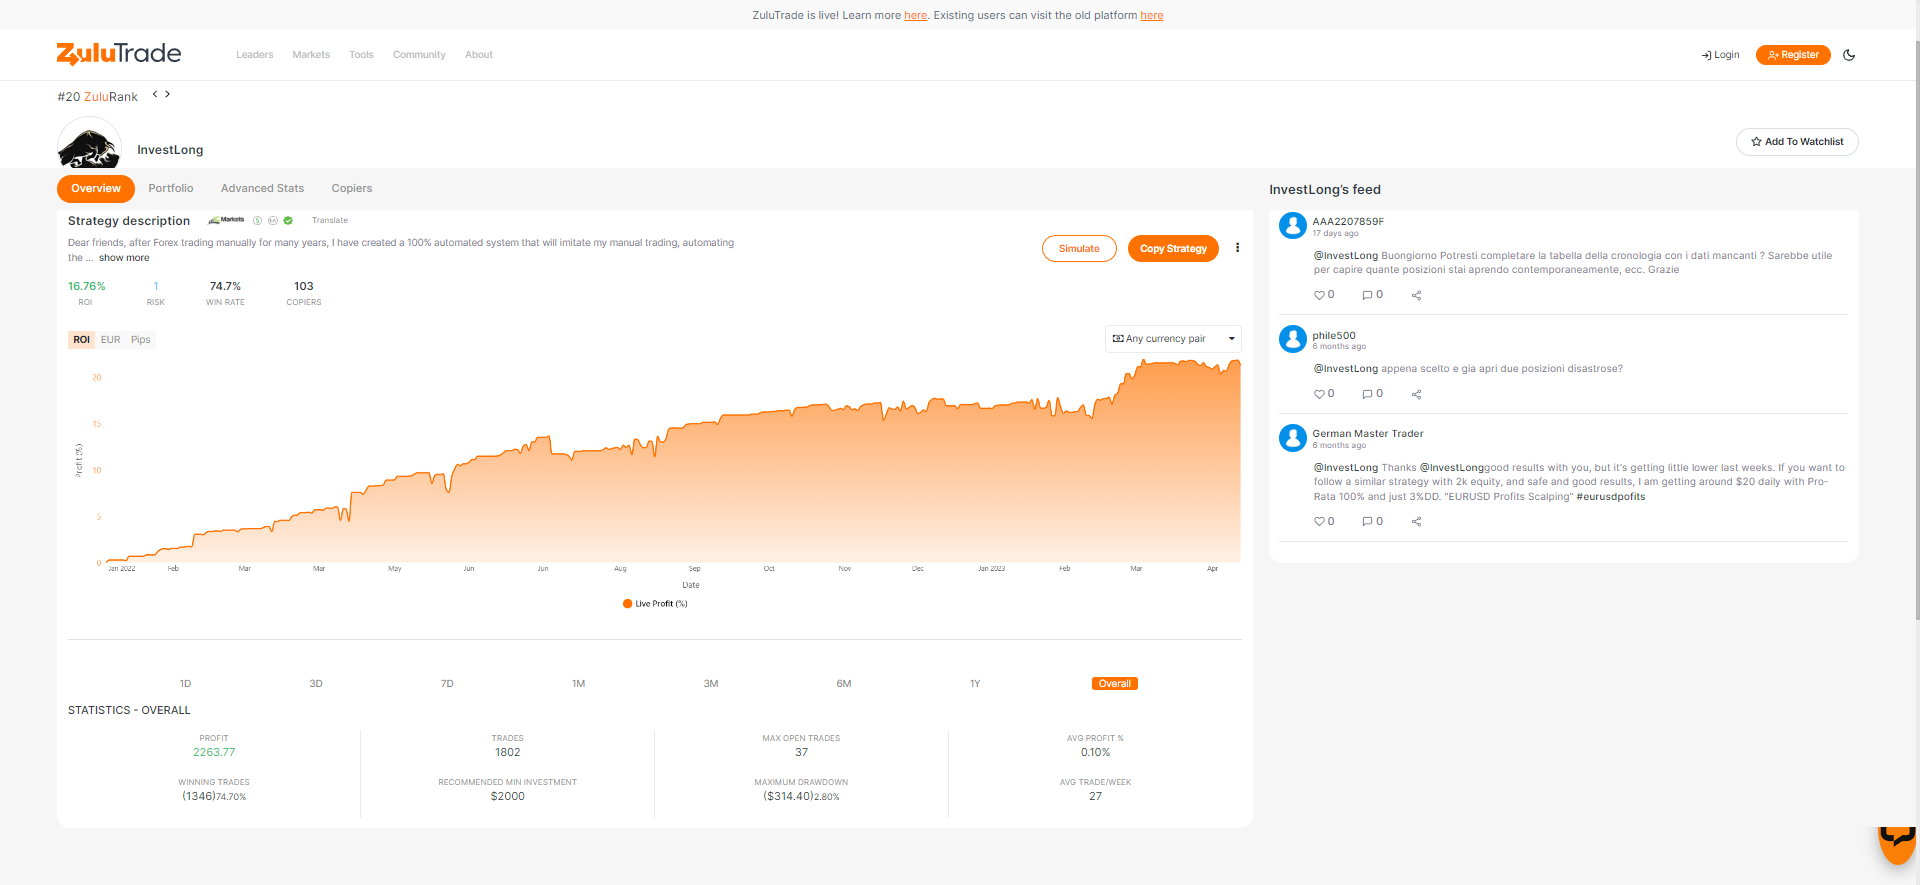 ZuluTrade is live! Learn more here. Existing users can visit the old platform here
ZuluTrade
Leaders Markets Tools Community About
Login Register
#20 ZuluRank
InvestLong
Add To Watchlist
Overview Portfolio Advanced Stats Copiers
Strategy description Markets Translate
Dear friends, after Forex trading manually for many years, I have created a 100% automated system that will imitate my manual trading, automating
the ... show more
Simulate Copy Strategy
16.76% 1 74.7% 103
ROI RISK WIN RATE COPIERS
ROI EUR Pips
Any currency pair
20
15
10
5
0
Profit (%)
Jan 2022 Feb Mar Mar May Jun Jun Aug Sep Oct Nov Dec Jan 2023 Feb Mar Apr
Date
Live Profit (%)
1D 3D 7D 1M 3M 6M 1Y Overall
STATISTICS - OVERALL
PROFIT TRADES MAX OPEN TRADES AVG PROFIT %
2263.77 1802 37 0.10%
WINNING TRADES RECOMMENDED MIN INVESTMENT MAXIMUM DRAWDOWN AVG TRADE/WEEK
(1346)74.70% $2000 ($314.40)2.80% 27
InvestLong's feed
AAA2207859F
17 days ago
@InvestLong Buongiorno Potresti completare la tabella della cronologia con i dati mancanti ? Sarebbe utile
per capire quante posizioni stai aprendo contemporaneamente, ecc. Grazie
0 0
phile500
6 months ago
@InvestLong appena scelto e gia apri due posizioni disastrose?
0 0
German Master Trader
6 months ago
@InvestLong Thanks @InvestLonggood results with you, but it's getting little lower last weeks. If you want to
follow a similar strategy with 2k equity, and safe and good results, I am getting around $20 daily with Pro-
Rata 100% and just 3%DD. "EURUSD Profits Scalping" #eurusdpofits
0 0